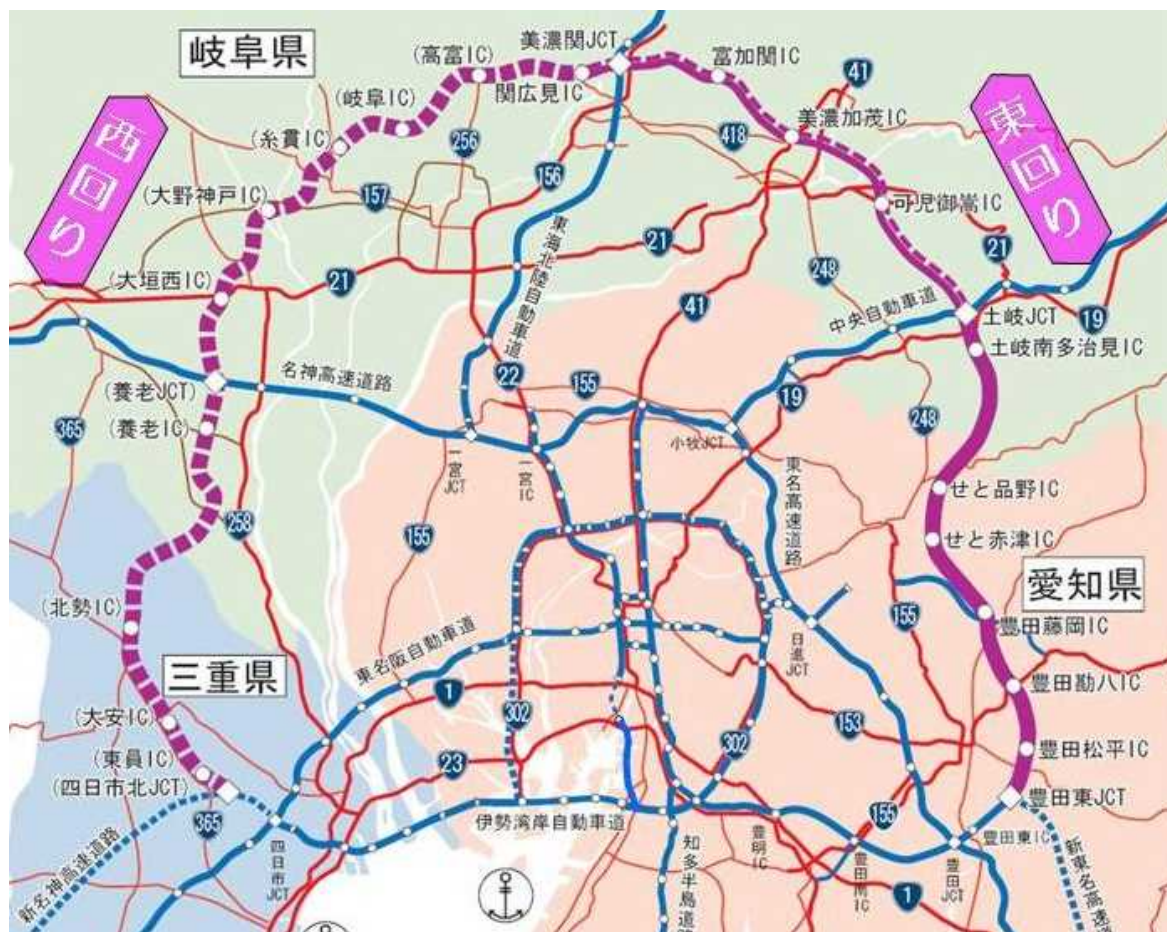 岐阜県
美濃関JCT
(高富IC)
富加関IC
関広見IC
(岐阜IC)
41
美濃加茂IC
西回り
東回り
(糸貫IC)
256
418
156
157
(大野神戸IC)
可児御嵩IC
東海北陸自動車道
21
21
248
(大垣西IC)
21
41
中央自動車道
土岐JCT
19
土岐南多治見IC
名神高速道路
22
155
19
(養老JCT)
365
(養老IC)
248
小牧JCT
一宮JCT
一宮IC
東名高速道路
せと品野IC
258
155
せと赤津IC
愛知県
(北勢IC)
155
豊田藤岡IC
東名阪自動車道
日進JCT
三重県
1
豊田勘八IC
302
153
(大安IC)
302
豊田松平IC
23
(東員IC)
(四日市北JCT)
豊田東JCT
365
伊勢湾岸自動車道
155
豊田東IC
新名神高速道路
四日市JCT
知多半島道
豊明IC
豊田南IC
豊田JCT
1
新東名高速道